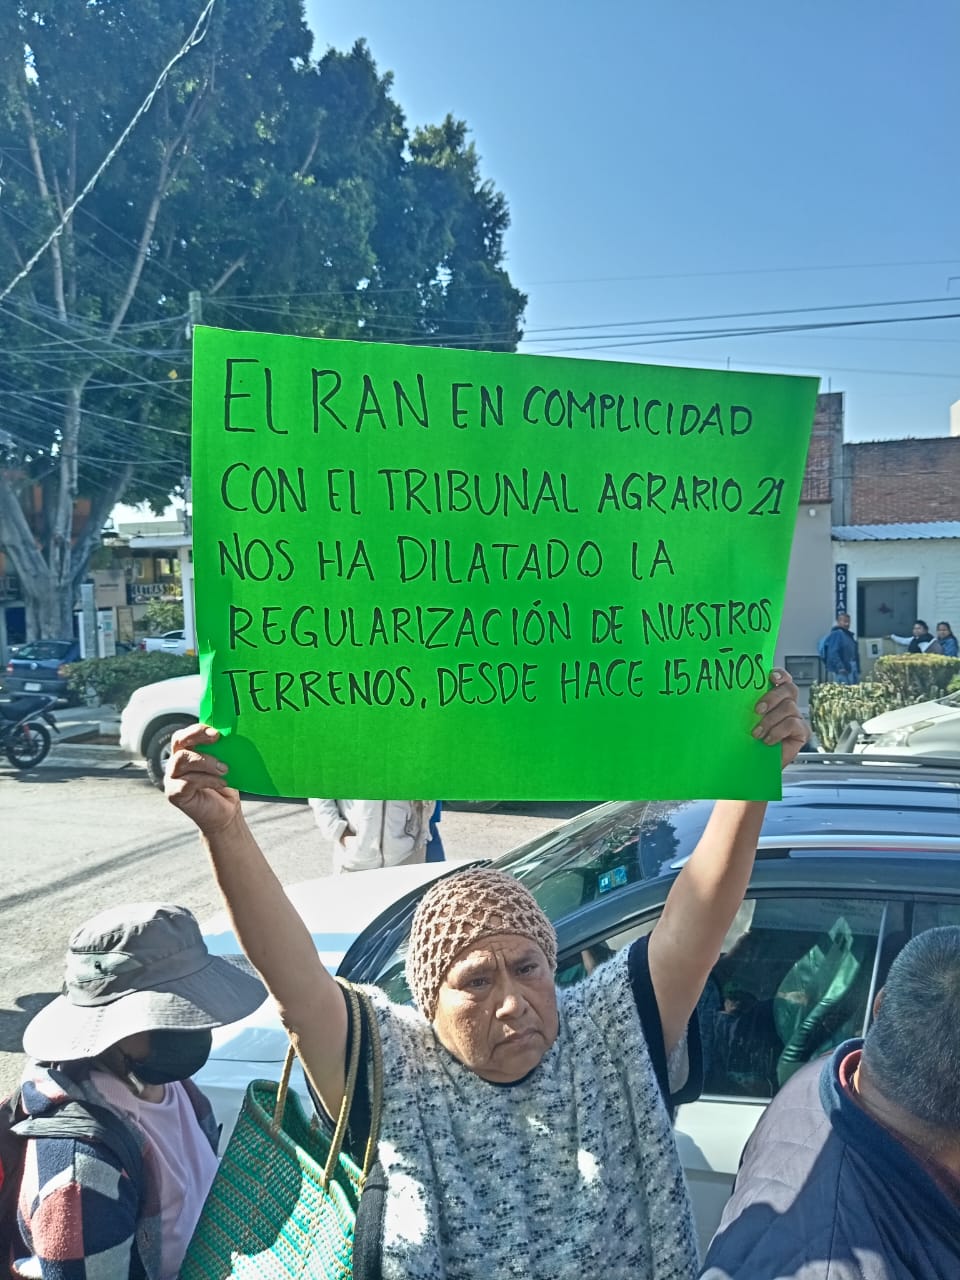 EL RAN EN COMPLICIDAD
CON EL TRIBUNAL AGRARIO 21
NOS HA DILATADO LA
REGULARIZACIÓN DE NUESTROS
TERRENOS. DESDE HACE 15 AÑOS
COPIAS